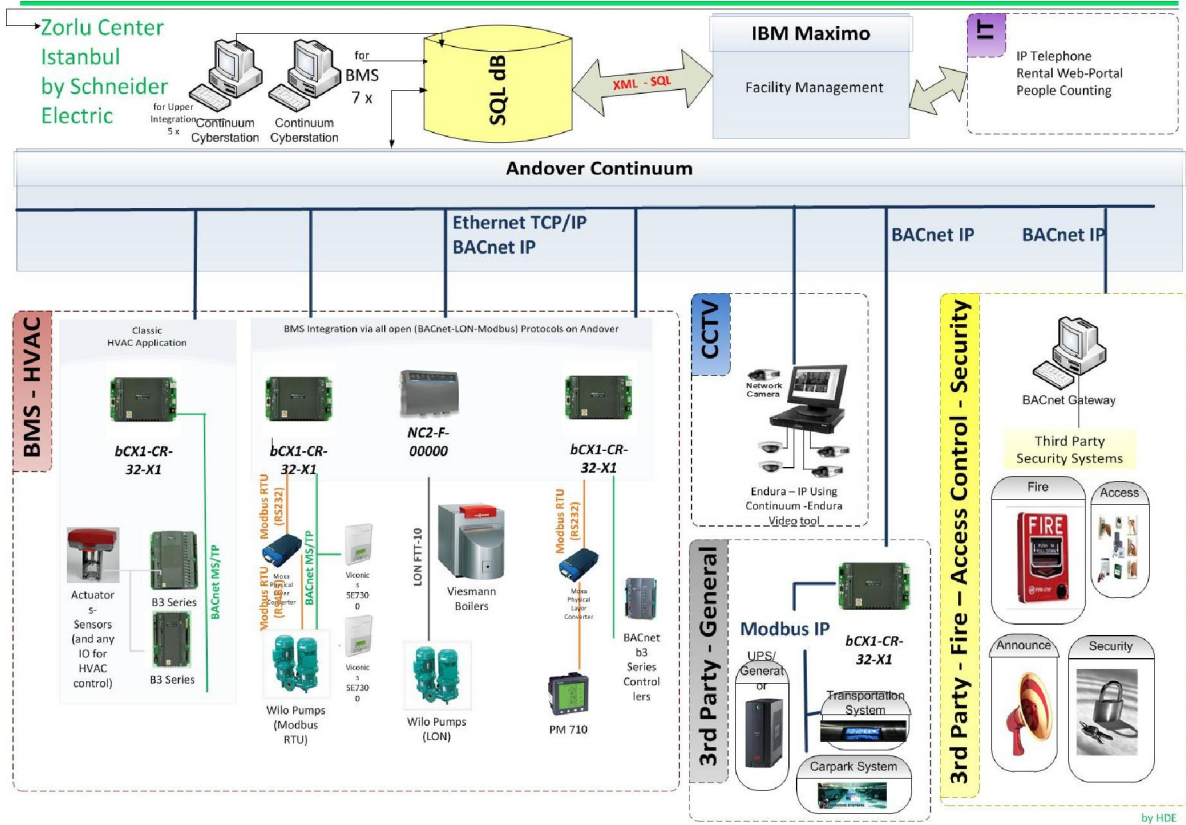 Zorlu Center
Istanbul
by Schneider
Electric
for Upper
Integration
5 x
Continuum
Cyberstation
Continuum
Cyberstation
for
BMS
7 x
SQL dB
XML - SQL
IBM Maximo
Facility Management
IT
IP Telephone
Rental Web-Portal
People Counting
Andover Continuum
Ethernet TCP/IP
BACnet IP
BACnet IP
BACnet IP
BMS - HVAC
Classic
HVAC Application
bCX1-CR-
32-X1
BACnet MS/TP
Actuator
s-
Sensors
(and any
IO for
HVAC
control)
B3 Series
B3 Series
BMS Integration via all open (BACnet-LON-Modbus) Protocols on Andover
bCX1-CR-
32-X1
Modbus RTU
(RS232)
Moxa
Physical
Converter
Modbus RTU
BACnet MS/TP
Viconic
s
SE730
0
Viconic
s
SE730
0
Wilo Pumps
(Modbus
RTU)
NC2-F-
00000
LON FTT-10
Viesmann
Boilers
Wilo Pumps
(LON)
bCX1-CR-
32-X1
Modbus RTU
(RS232)
Moxa
Physical
Layer
Converter
PM 710
BACnet
b3
Series
Control
lers
CCTV
Network
Camera
Endura – IP Using
Continuum -Endura
Video tool
3rd Party - General
bCX1-CR-
32-X1
Modbus IP
UPS/
Generat
or
Transportation
System
Carpark System
3rd Party - Fire – Access Control - Security
BACnet Gateway
Third Party
Security Systems
Fire
FIRE
Access
Announce
Security
by HDE